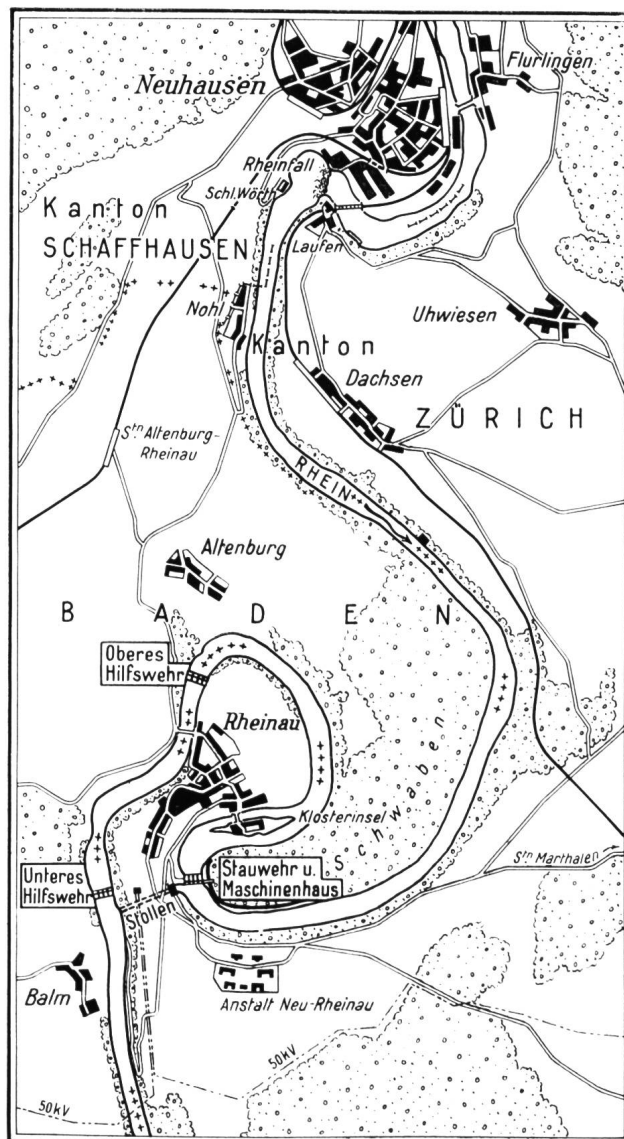 Neuhausen
Flurlingen
Rheinfall
Schl. Wörth
Kanton
SCHAFFHAUSEN
Laufen
Nohl
Uhwiesen
Kanton
Dachsen
ZÜRICH
Stn Altenburg-
Rheinau
RHEIN
Altenburg
BADEN
Oberes
Hilfswehr
Rheinau
Schwaben
Klosterinsel
Stn Marthalen
Unteres
Hilfswehr
Stauwehr u.
Maschinenhaus
Stollen
Balm
Anstalt Neu-Rheinau
50kV
50kV